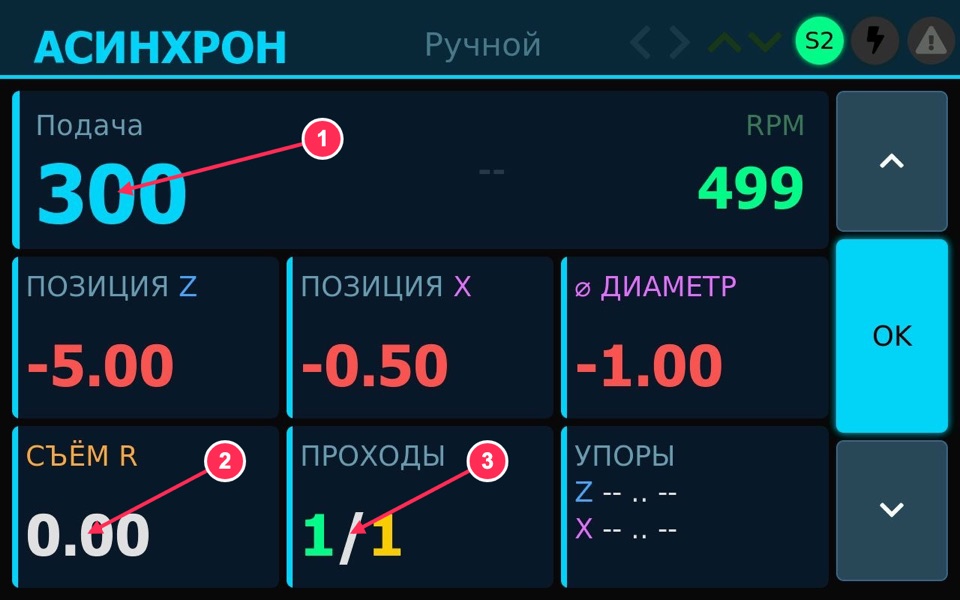 АСИНХРОН Ручной S2
Подача RPM
1
300 -- 499
ПОЗИЦИЯ Z ПОЗИЦИЯ X ⌀ ДИАМЕТР
-5.00 -0.50 -1.00
OK
СЪЁМ R ПРОХОДЫ УПОРЫ
2 3
Z -- .. --
X -- .. --
0.00 1/1